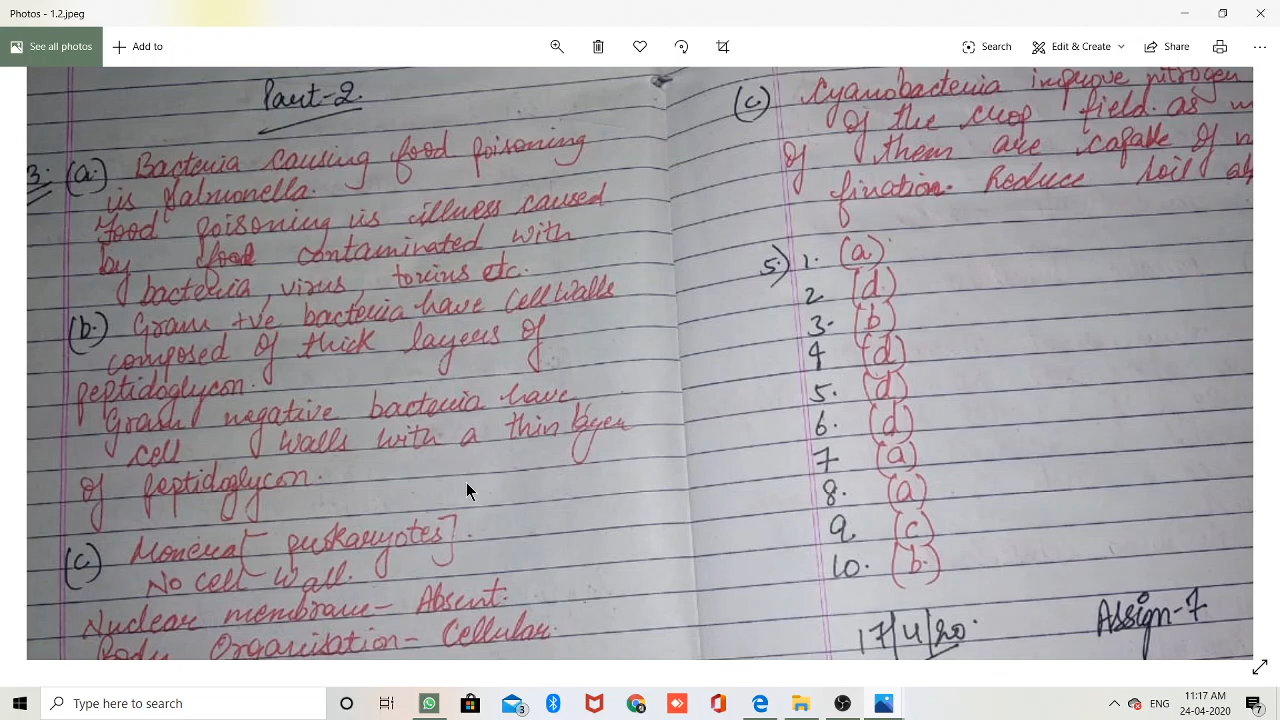 Photos - 1.2.jpeg
See all photos
Add to
Search
Edit & Create
Share
Part-2.
3. (a.) Bacteria causing food poisoning
is Salmonella.
Food poisoning is illness caused
by food contaminated with
bacteria, virus, toxins etc.
(b.) Gram +ve bacteria have cell walls
composed of thick layers of
peptidoglycon.
Gram negative bacteria have
cell walls with a thin layer
of peptidoglycon.
(c) Monera[ puskaryotes].
No cell wall.
Nuclear membrane - Absent.
Body Organisation - Cellular.
(c) Cyanobacteria improve nitrogen
of the crop field. as
of them are capable of
fixation. Reduce soil
5.) 1. (a)
2 (d.)
3. (b)
4 (d)
5. (d)
6. (d)
7 (a)
8. (a)
9 (c)
10. (b.)
17/4/20.
Assign-7
Type here to search
3
ENG
11:17 AM
24-04-2020
7